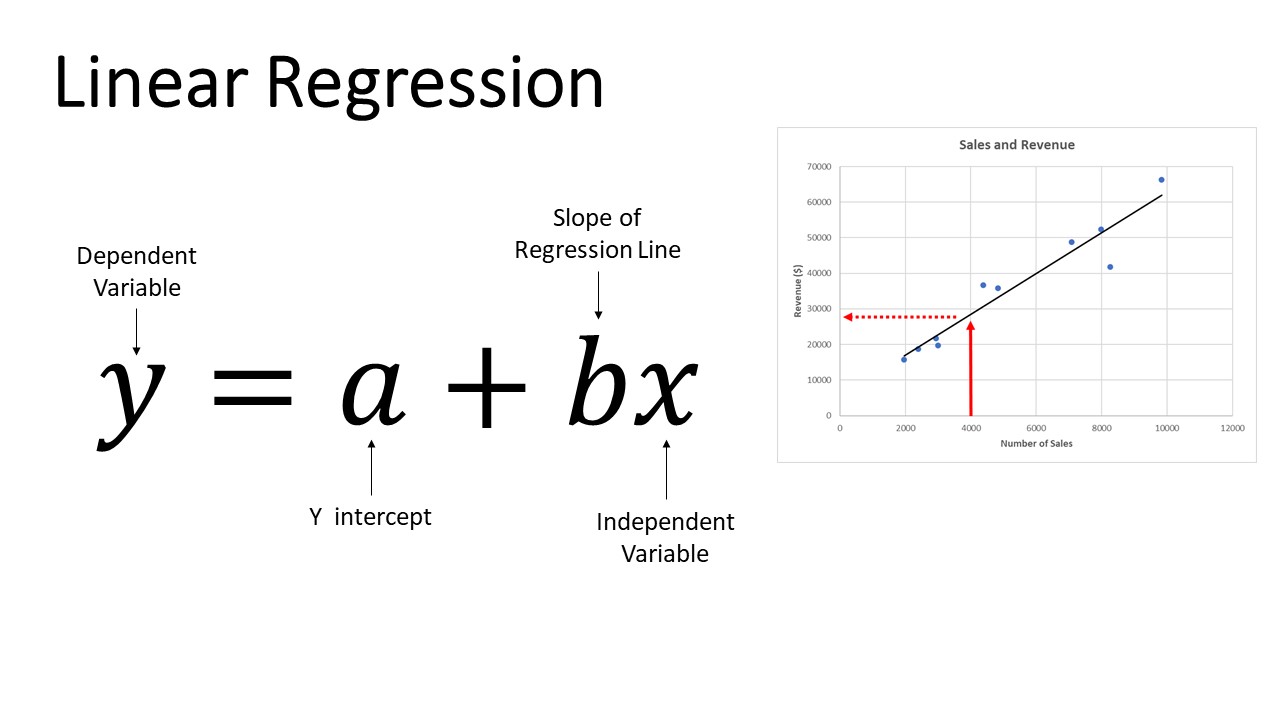 Linear Regression
Dependent
Variable
Slope of
Regression Line
y = a + bx
Y intercept
Independent
Variable
Sales and Revenue
Revenue ($)
70000
60000
50000
40000
30000
20000
10000
0
0 2000 4000 6000 8000 10000 12000
Number of Sales